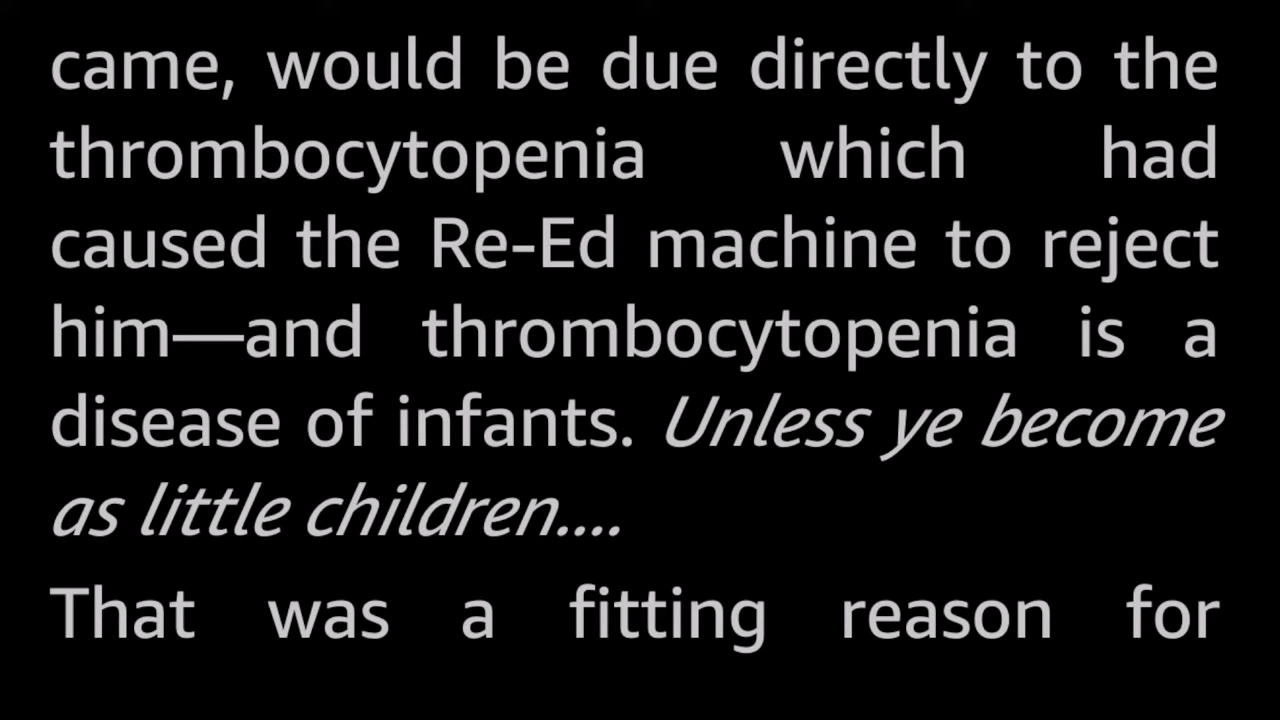 came, would be due directly to the
thrombocytopenia which had
caused the Re-Ed machine to reject
him—and thrombocytopenia is a
disease of infants. Unless ye become
as little children....
That was a fitting reason for